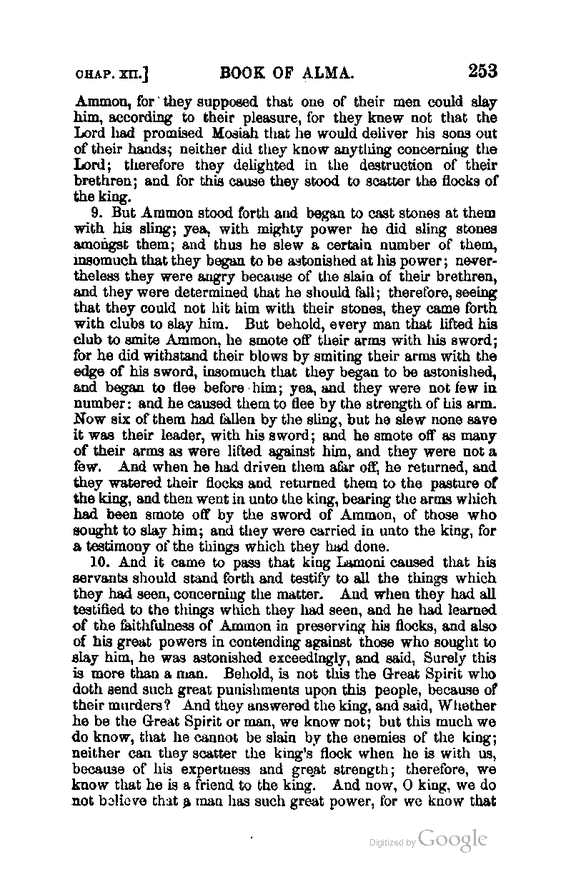 CHAP. XII.] BOOK OF ALMA. 253
Ammon, for they supposed that one of their men could slay
him, according to their pleasure, for they knew not that the
Lord had promised Mosiah that he would deliver his sons out
of their hands; neither did they know anything concerning the
Lord; therefore they delighted in the destruction of their
brethren; and for this cause they stood to scatter the flocks of
the king.
9. But Ammon stood forth and began to cast stones at them
with his sling; yea, with mighty power he did sling stones
amongst them; and thus he slew a certain number of them,
insomuch that they began to be astonished at his power; never-
theless they were angry because of the slain of their brethren,
and they were determined that he should fall; therefore, seeing
that they could not hit him with their stones, they came forth
with clubs to slay him. But behold, every man that lifted his
club to smite Ammon, he smote off their arms with his sword;
for he did withstand their blows by smiting their arms with the
edge of his sword, insomuch that they began to be astonished,
and began to flee before him; yea, and they were not few in
number: and he caused them to flee by the strength of his arm.
Now six of them had fallen by the sling, but he slew none save
it was their leader, with his sword; and he smote off as many
of their arms as were lifted against him, and they were not a
few. And when he had driven them afar off, he returned, and
they watered their flocks and returned them to the pasture of
the king, and then went in unto the king, bearing the arms which
had been smote off by the sword of Ammon, of those who
sought to slay him; and they were carried in unto the king, for
a testimony of the things which they had done.
10. And it came to pass that king Lamoni caused that his
servants should stand forth and testify to all the things which
they had seen, concerning the matter. And when they had all
testified to the things which they had seen, and he had learned
of the faithfulness of Ammon in preserving his flocks, and also
of his great powers in contending against those who sought to
slay him, he was astonished exceedingly, and said, Surely this
is more than a man. Behold, is not this the Great Spirit who
doth send such great punishments upon this people, because of
their murders? And they answered the king, and said, Whether
he be the Great Spirit or man, we know not; but this much we
do know, that he cannot be slain by the enemies of the king;
neither can they scatter the king's flock when he is with us,
because of his expertness and great strength; therefore, we
know that he is a friend to the king. And now, O king, we do
not believe that a man has such great power, for we know that
Digitized by Google